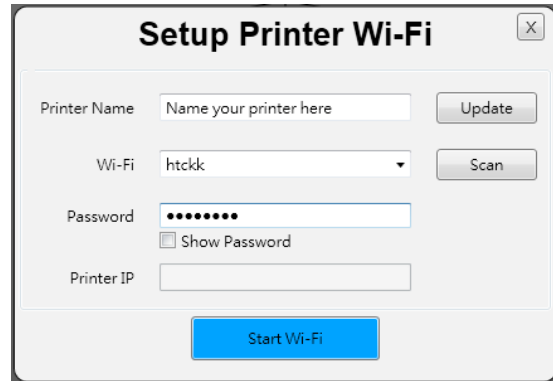 Setup Printer Wi-Fi
X
Printer Name Name your printer here Update
Wi-Fi htckk Scan
Password ••••••••
Show Password
Printer IP
Start Wi-Fi